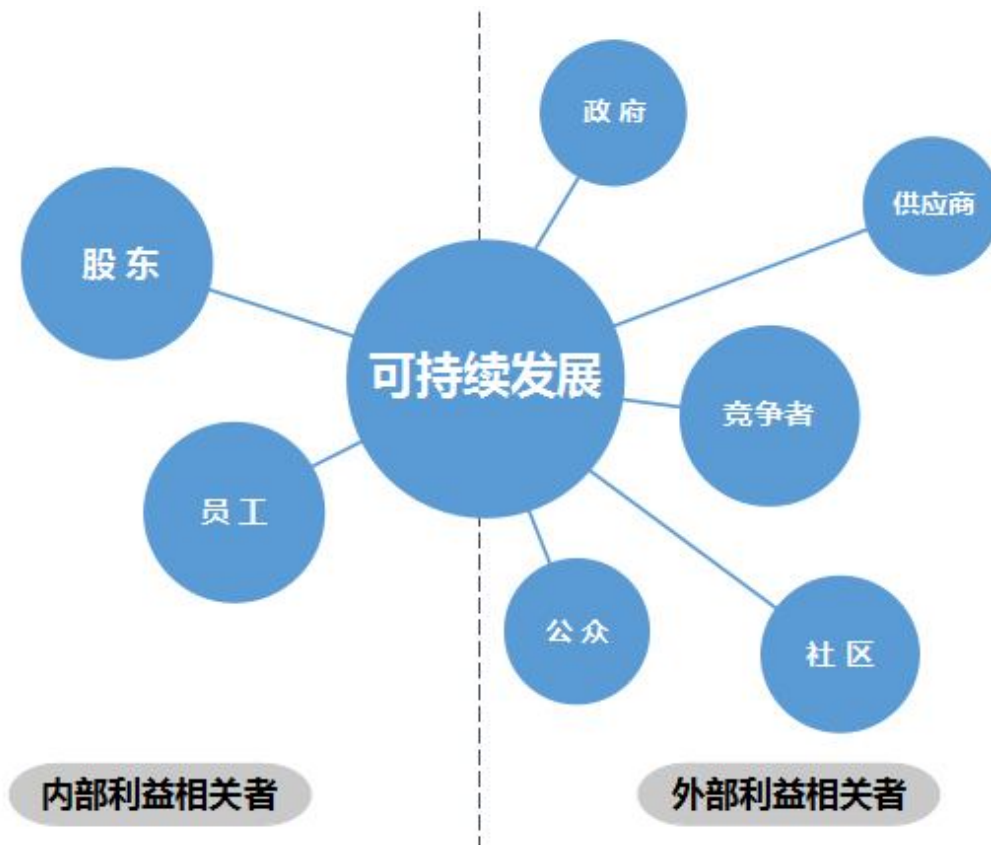 政 府
供应商
股 东
可持续发展
竞争者
员 工
公 众
社 区
内部利益相关者
外部利益相关者